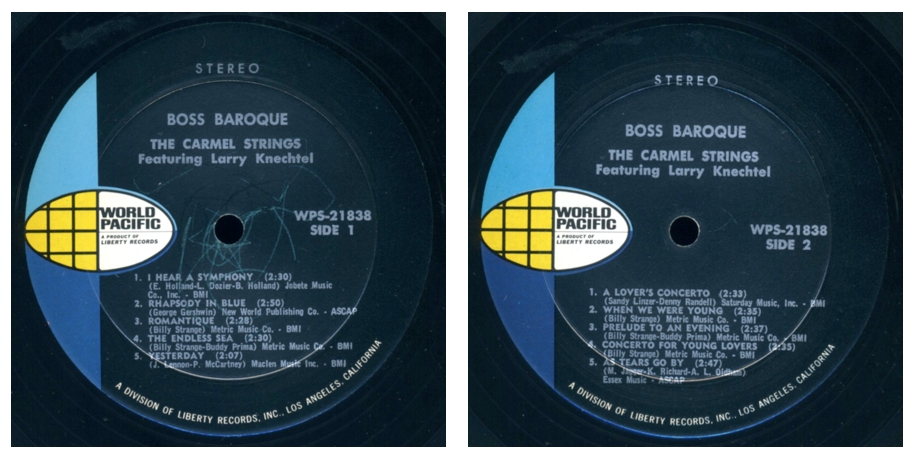 STEREO
BOSS BAROQUE
THE CARMEL STRINGS
Featuring Larry Knechtel
WORLD
PACIFIC
A PRODUCT OF
LIBERTY RECORDS
WPS-21838
SIDE 1
1. I HEAR A SYMPHONY (2:30)
(E. Holland-L. Dozier-B. Holland) Jobete Music
Co., Inc. - BMI
2. RHAPSODY IN BLUE (2:50)
(George Gershwin) New World Publishing Co. - ASCAP
3. ROMANTIQUE (2:28)
(Billy Strange) Metric Music Co. - BMI
4. THE ENDLESS SEA (2:30)
(Billy Strange-Buddy Prima) Metric Music Co. - BMI
5. YESTERDAY (2:07)
(J. Lennon-P. McCartney) Maclen Music Inc. - BMI
A DIVISION OF LIBERTY RECORDS, INC., LOS ANGELES, CALIFORNIA
STEREO
BOSS BAROQUE
THE CARMEL STRINGS
Featuring Larry Knechtel
WORLD
PACIFIC
A PRODUCT OF
LIBERTY RECORDS
WPS-21838
SIDE 2
1. A LOVER'S CONCERTO (2:33)
(Sandy Linzer-Denny Randell) Saturday Music, Inc. - BMI
2. WHEN WE WERE YOUNG (2:35)
(Billy Strange) Metric Music Co. - BMI
3. PRELUDE TO AN EVENING (2:37)
(Billy Strange-Buddy Prima) Metric Music Co. - BMI
4. CONCERTO FOR YOUNG LOVERS (2:35)
(Billy Strange) Metric Music Co. - BMI
5. AS TEARS GO BY (2:47)
(M. Jagger-K. Richard-A. L. Oldham)
Essex Music - ASCAP
A DIVISION OF LIBERTY RECORDS, INC., LOS ANGELES, CALIFORNIA